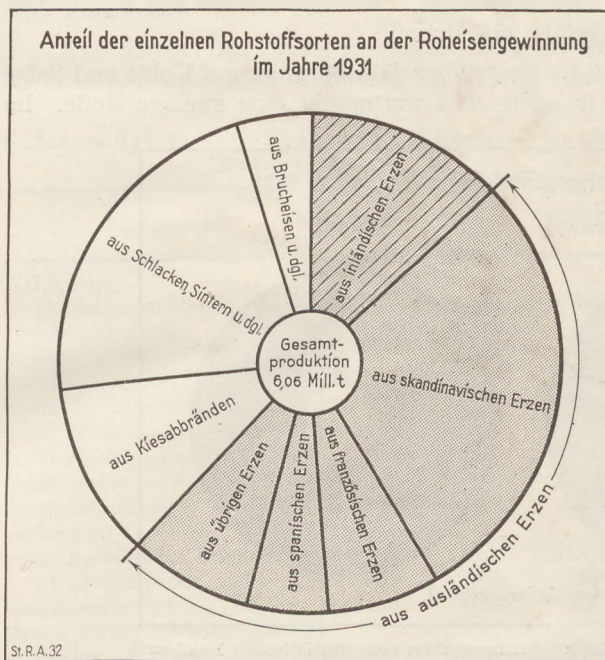 Anteil der einzelnen Rohstoffsorten an der Roheisengewinnung
im Jahre 1931
aus Brucheisen u. dgl.
aus inländischen Erzen
aus Schlacken, Sintern u. dgl.
Gesamt-
produktion
6,06 Mill. t
aus skandinavischen Erzen
aus Kiesabbränden
aus übrigen Erzen
aus spanischen Erzen
aus französischen Erzen
aus ausländischen Erzen
St. R. A. 32